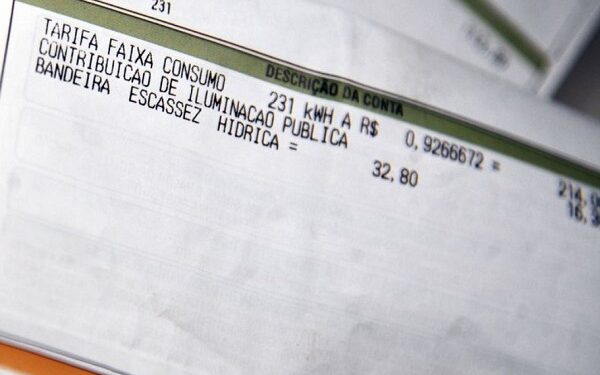 231
DESCRIÇÃO DA CONTA
TARIFA FAIXA CONSUMO 231 kWH A R$ 0,9266672 =
CONTRIBUICAO DE ILUMINACAO PUBLICA
BANDEIRA ESCASSEZ HIDRICA = 32,80